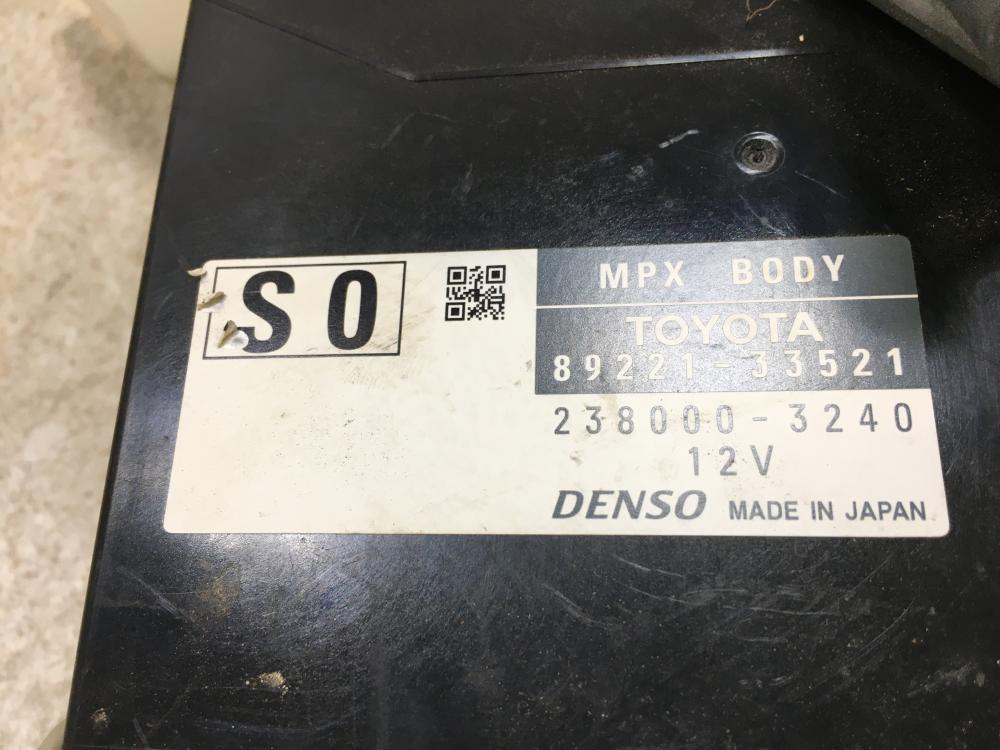 S0
MPX BODY
TOYOTA
89221-33521
238000-3240
12V
DENSO MADE IN JAPAN